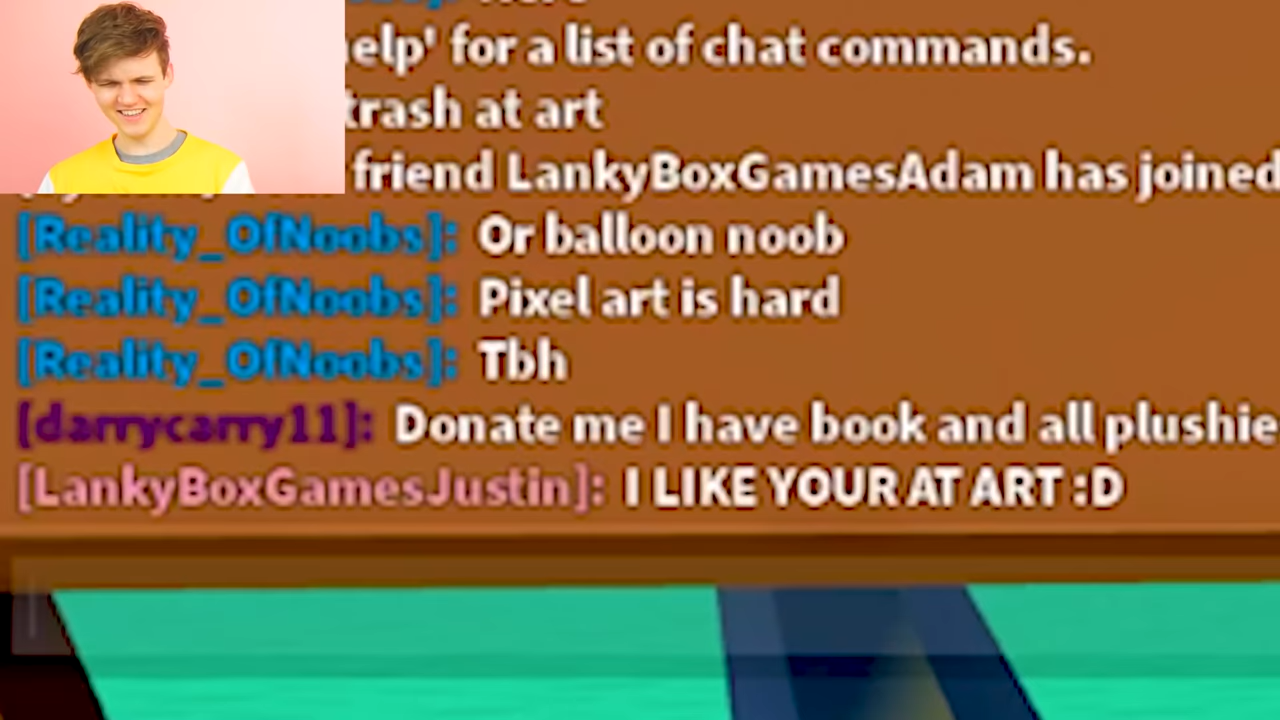 elp' for a list of chat commands.
trash at art
friend LankyBoxGamesAdam has joined
[Reality_OfNoobs]: Or balloon noob
[Reality_OfNoobs]: Pixel art is hard
[Reality_OfNoobs]: Tbh
[darrycarry11]: Donate me I have book and all plushie
[LankyBoxGamesJustin]: I LIKE YOUR AT ART :D